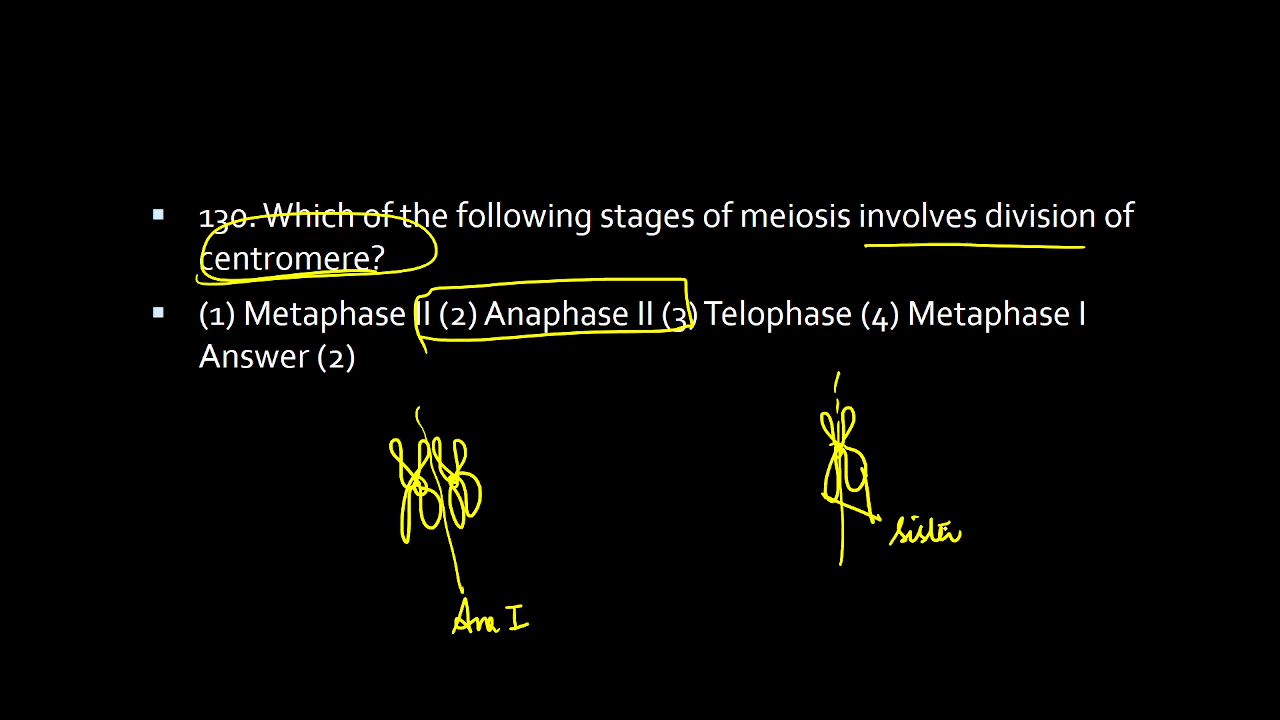 130. Which of the following stages of meiosis involves division of
centromere?
(1) Metaphase II (2) Anaphase II (3) Telophase (4) Metaphase I
Answer (2)
sister
Ana I